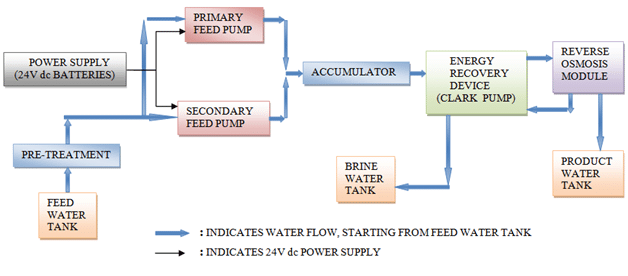 PRIMARY
FEED PUMP
POWER SUPPLY
(24V dc BATTERIES)
SECONDARY
FEED PUMP
PRE-TREATMENT
FEED
WATER
TANK
ACCUMULATOR
ENERGY
RECOVERY
DEVICE
(CLARK PUMP)
REVERSE
OSMOSIS
MODULE
BRINE
WATER
TANK
PRODUCT
WATER
TANK
: INDICATES WATER FLOW, STARTING FROM FEED WATER TANK
: INDICATES 24V dc POWER SUPPLY